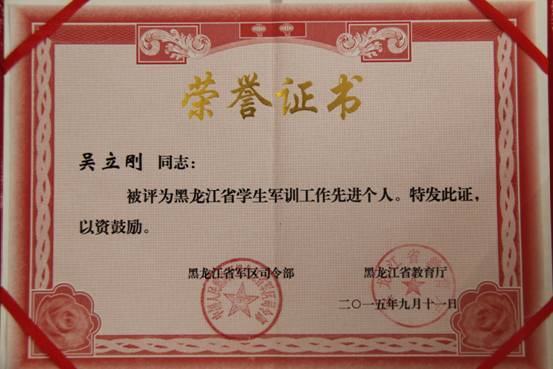 荣誉证书
吴立刚 同志：
被评为黑龙江省学生军训工作先进个人。特发此证，
以资鼓励。
黑龙江省军区司令部 黑龙江省教育厅
二〇一五年九月十一日